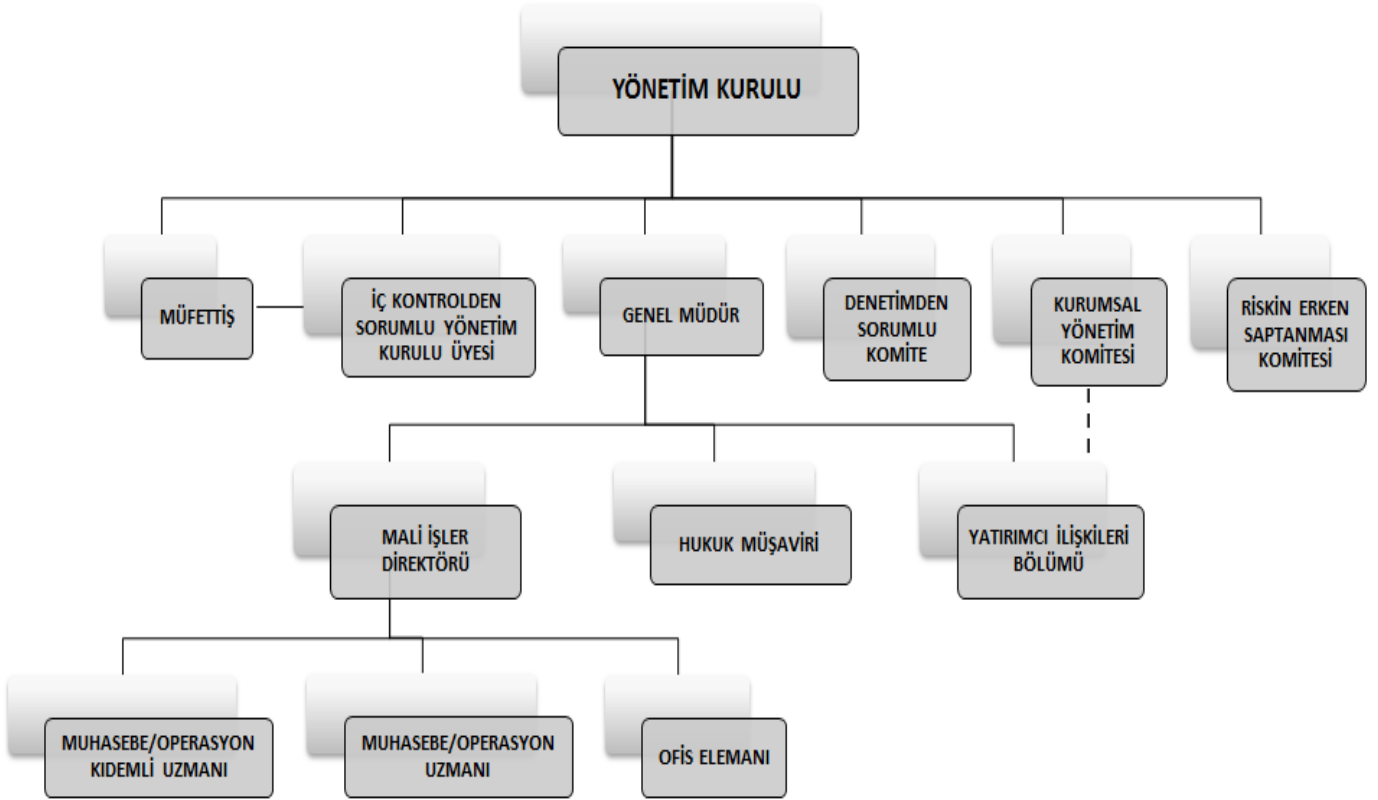 YÖNETİM KURULU
MÜFETTİŞ
İÇ KONTROLDEN
SORUMLU YÖNETİM
KURULU ÜYESİ
GENEL MÜDÜR
DENETİMDEN
SORUMLU
KOMİTE
KURUMSAL
YÖNETİM
KOMİTESİ
RİSKİN ERKEN
SAPTANMASI
KOMİTESİ
MALİ İŞLER
DİREKTÖRÜ
HUKUK MÜŞAVİRİ
YATIRIMCI İLİŞKİLERİ
BÖLÜMÜ
MUHASEBE/OPERASYON
KIDEMLİ UZMANI
MUHASEBE/OPERASYON
UZMANI
OFİS ELEMANI